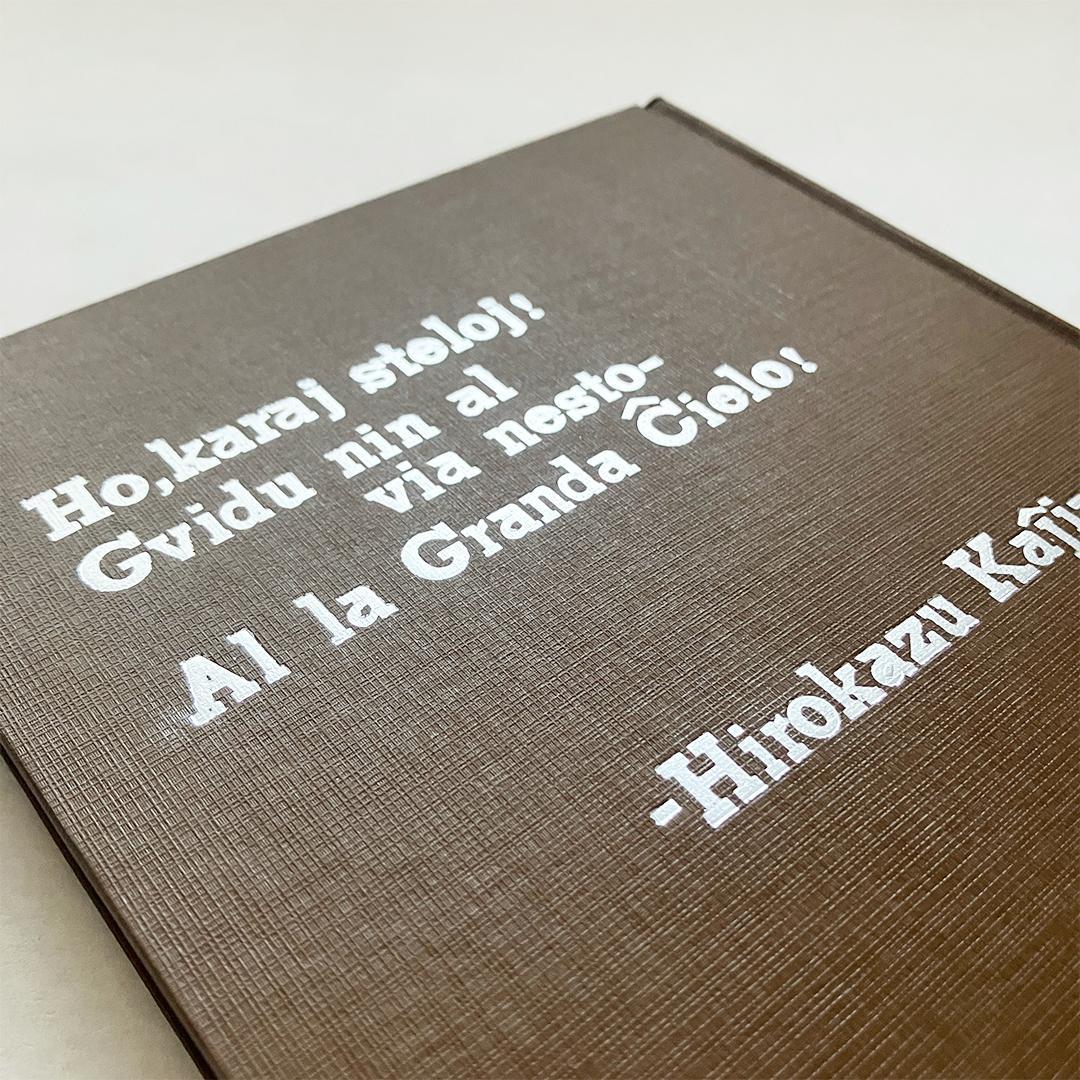 Ho,karaj steloj!
Gvidu nin al
via nesto-
Al la Granda Ĉielo!
-Hirokazu